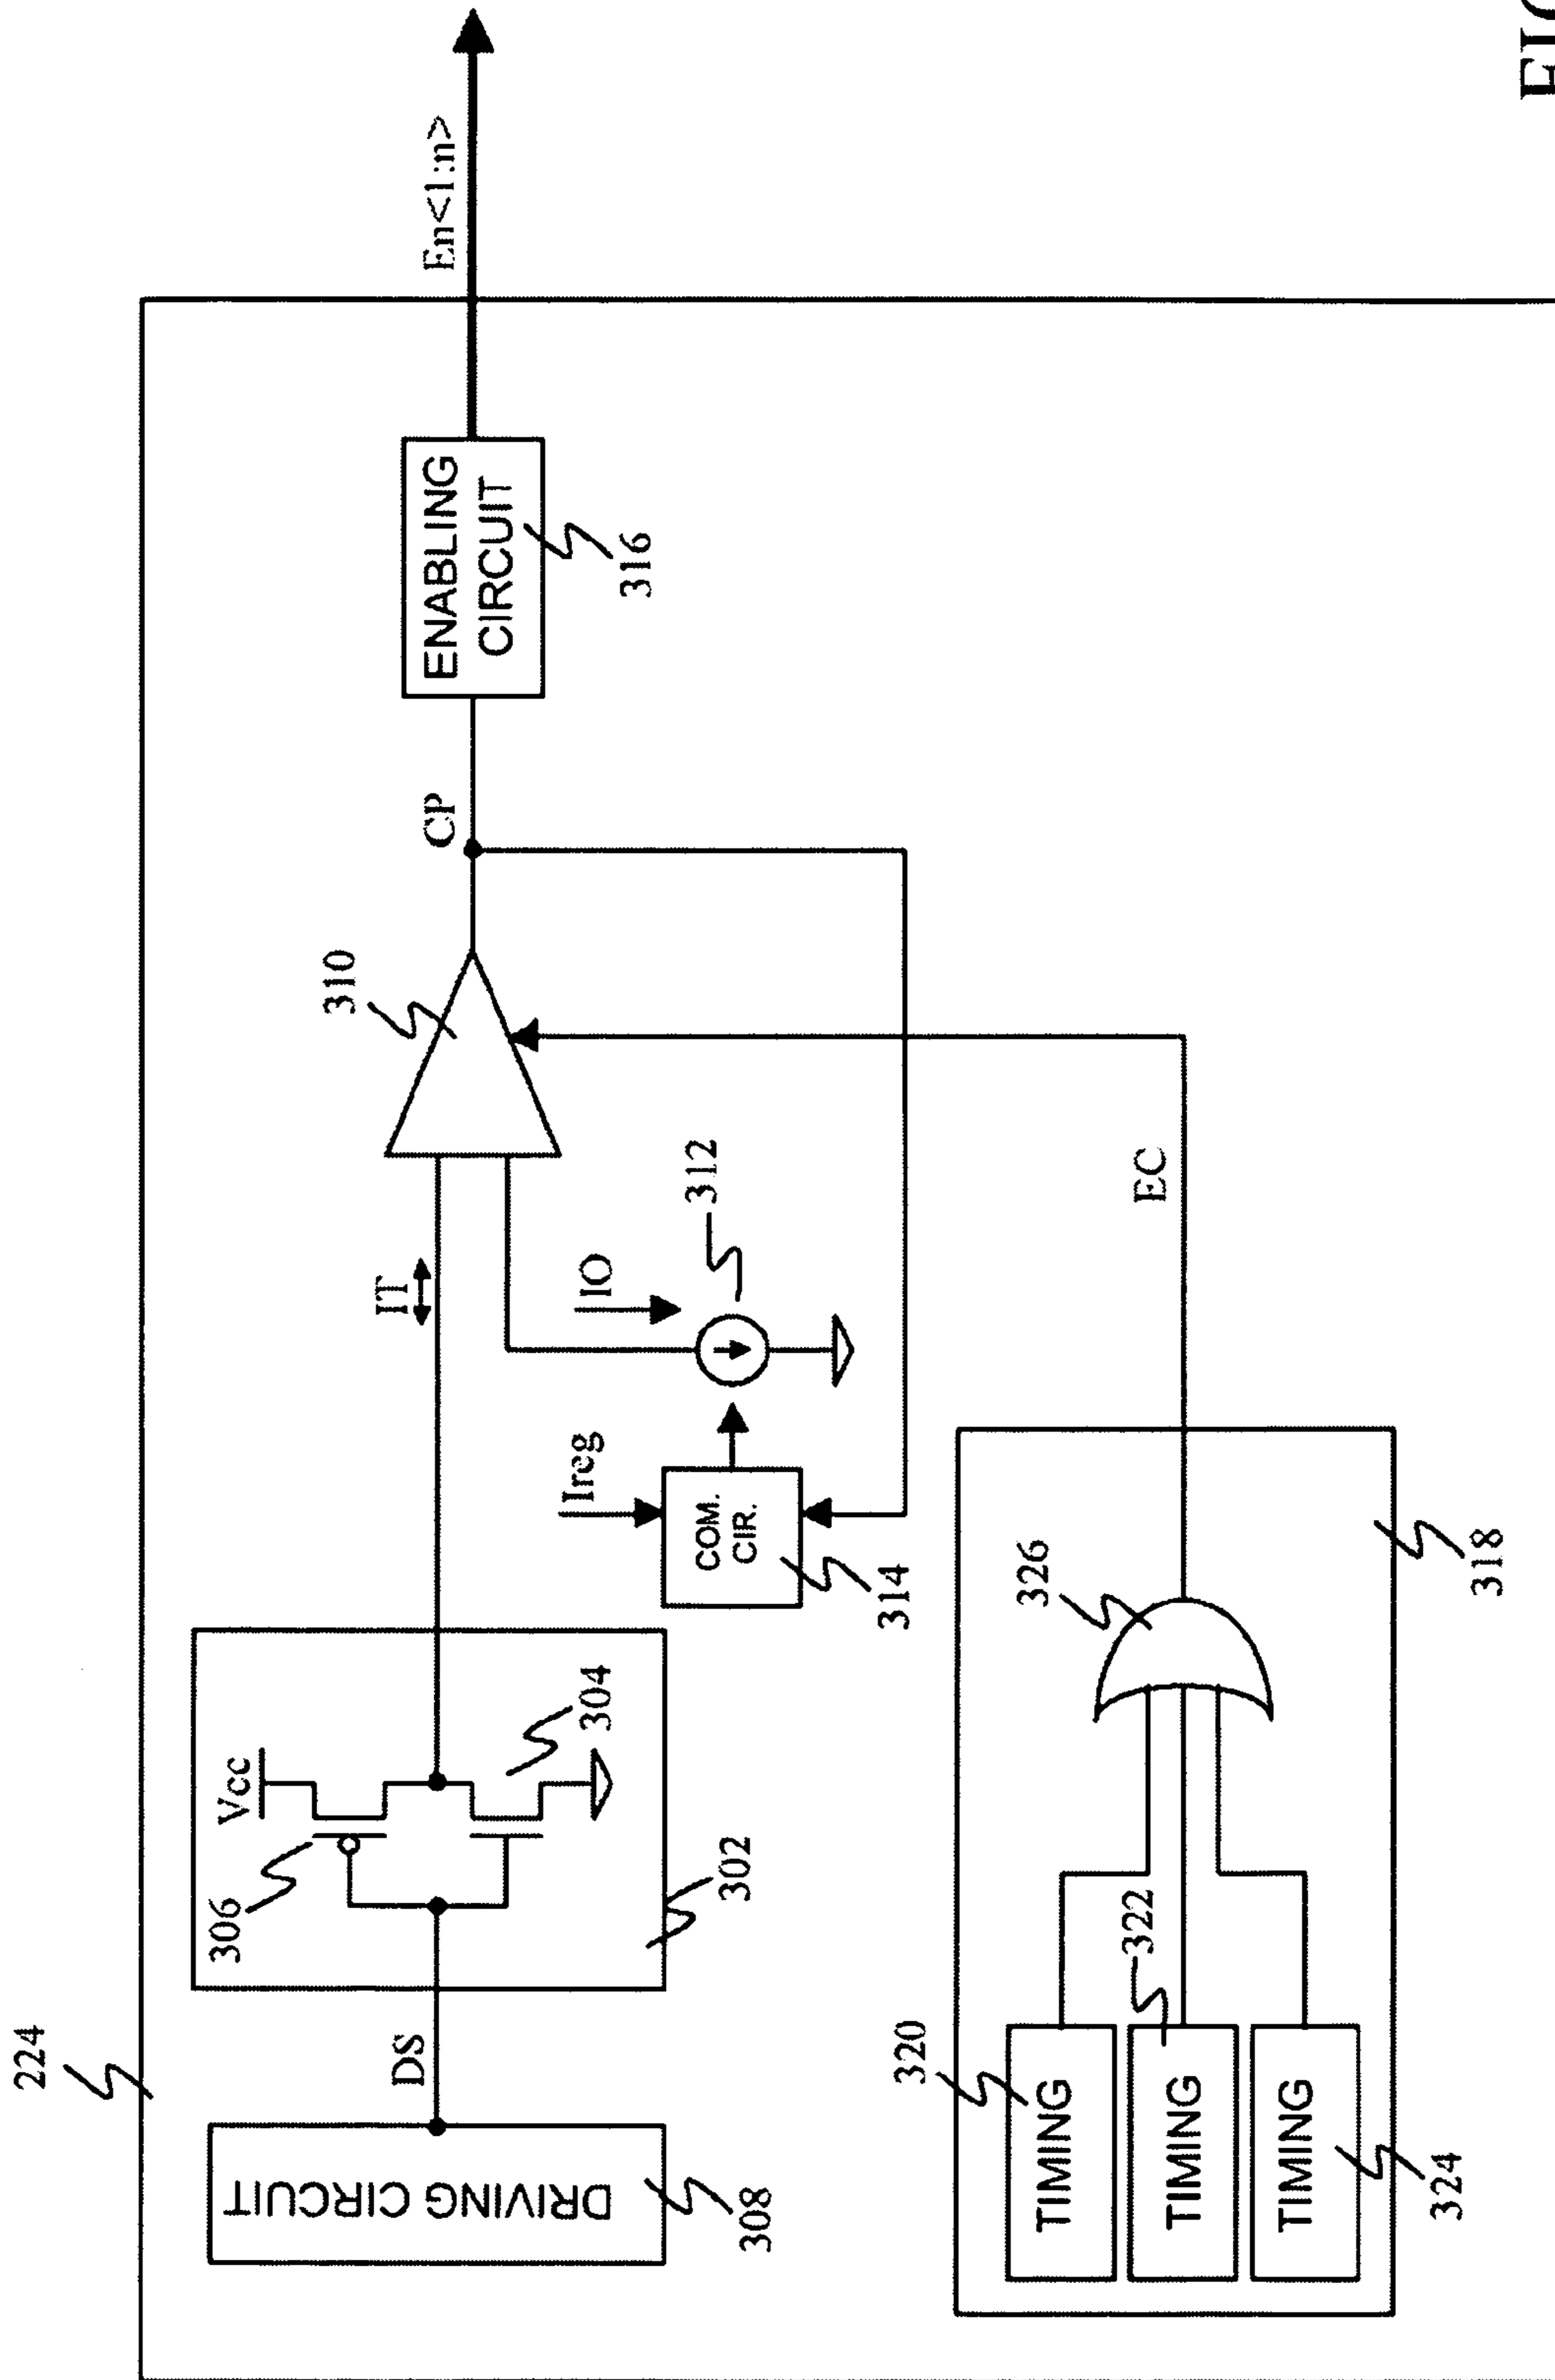 224
DRIVING CIRCUIT
308
DS
302
306
Vcc
304
IT
310
CP
ENABLING
CIRCUIT
316
En<1:n>
Ireg
COM.
CIR.
314
IO
312
EC
318
320
TIMING
322
TIMING
TIMING
324
326